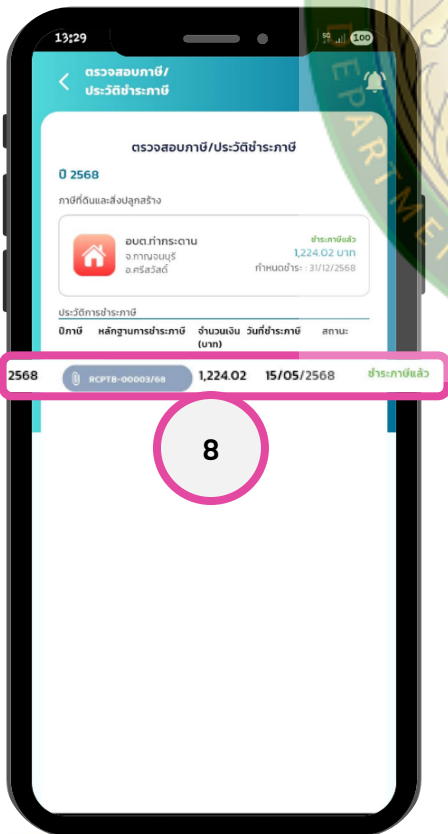 13:29
5G
100
ตรวจสอบภาษี/
ประวัติชำระภาษี
DEPARTME
ตรวจสอบภาษี/ประวัติชำระภาษี
ปี 2568
ภาษีที่ดินและสิ่งปลูกสร้าง
อบต.ท่ากระดาน
จ.กาญจนบุรี
อ.ศรีสวัสดิ์
ชำระภาษีแล้ว
1,224.02 บาท
กำหนดชำระ : 31/12/2568
ประวัติการชำระภาษี
ปีภาษี หลักฐานการชำระภาษี จำนวนเงิน (บาท) วันที่ชำระภาษี สถานะ
2568 RCPTB-00003/68 1,224.02 15/05/2568 ชำระภาษีแล้ว
8